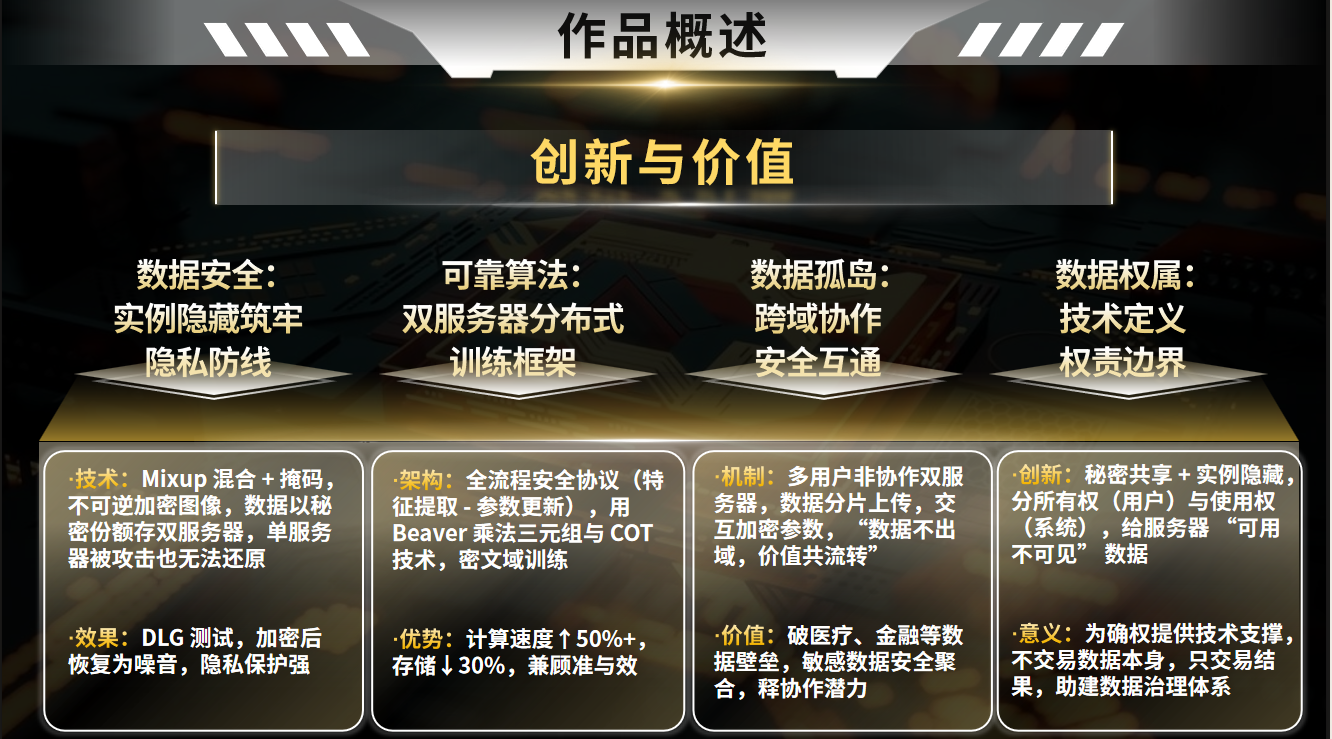 作品概述
创新与价值
数据安全：
实例隐藏筑牢
隐私防线
可靠算法：
双服务器分布式
训练框架
数据孤岛：
跨域协作
安全互通
数据权属：
技术定义
权责边界
·技术：Mixup 混合 + 掩码，
不可逆加密图像，数据以秘
密份额存双服务器，单服务
器被攻击也无法还原
·效果：DLG 测试，加密后
恢复为噪音，隐私保护强
·架构：全流程安全协议（特
征提取 - 参数更新），用
Beaver 乘法三元组与 COT
技术，密文域训练
·优势：计算速度↑50%+，
存储↓30%，兼顾准与效
·机制：多用户非协作双服
务器，数据分片上传，交
互加密参数，“数据不出
域，价值共流转”
·价值：破医疗、金融等数
据壁垒，敏感数据安全聚
合，释协作潜力
·创新：秘密共享 + 实例隐藏，
分所有权（用户）与使用权
（系统），给服务器 “可用
不可见” 数据
·意义：为确权提供技术支撑，
不交易数据本身，只交易结
果，助建数据治理体系